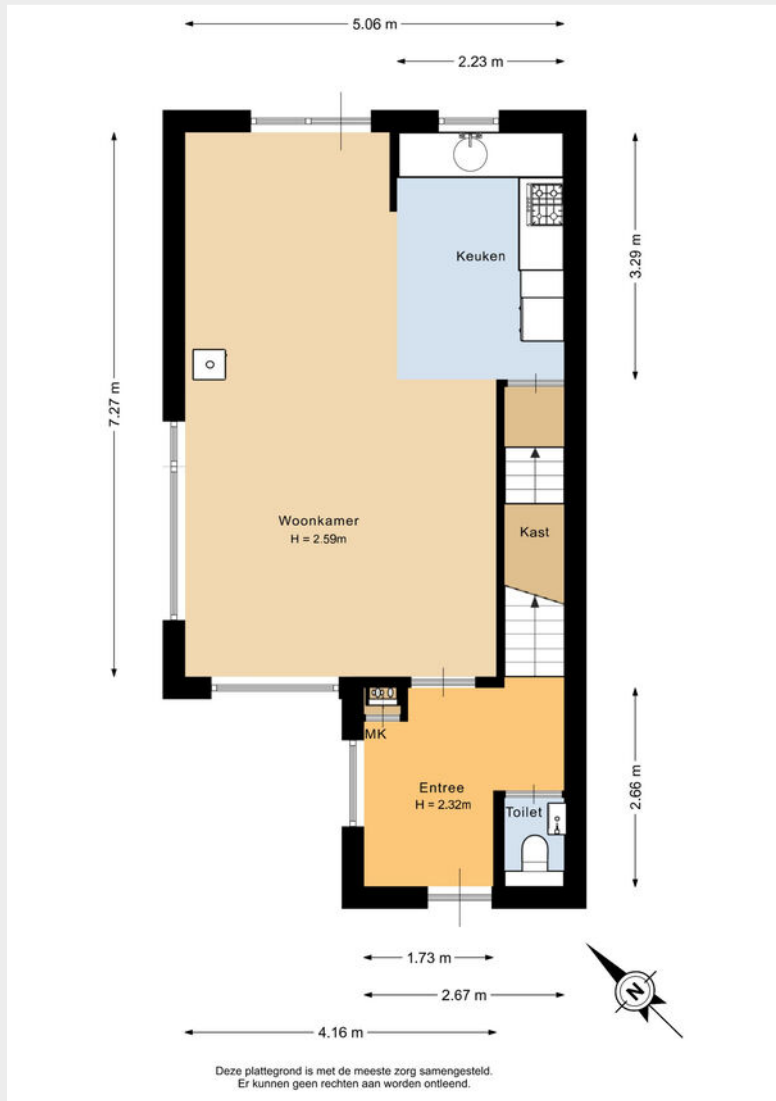 5.06 m
2.23 m
Keuken
3.29 m
7.27 m
Woonkamer
H = 2.59m
Kast
MK
Entree
H = 2.32m
Toilet
2.66 m
1.73 m
2.67 m
N
4.16 m
Deze plattegrond is met de meeste zorg samengesteld.
Er kunnen geen rechten aan worden ontleend.